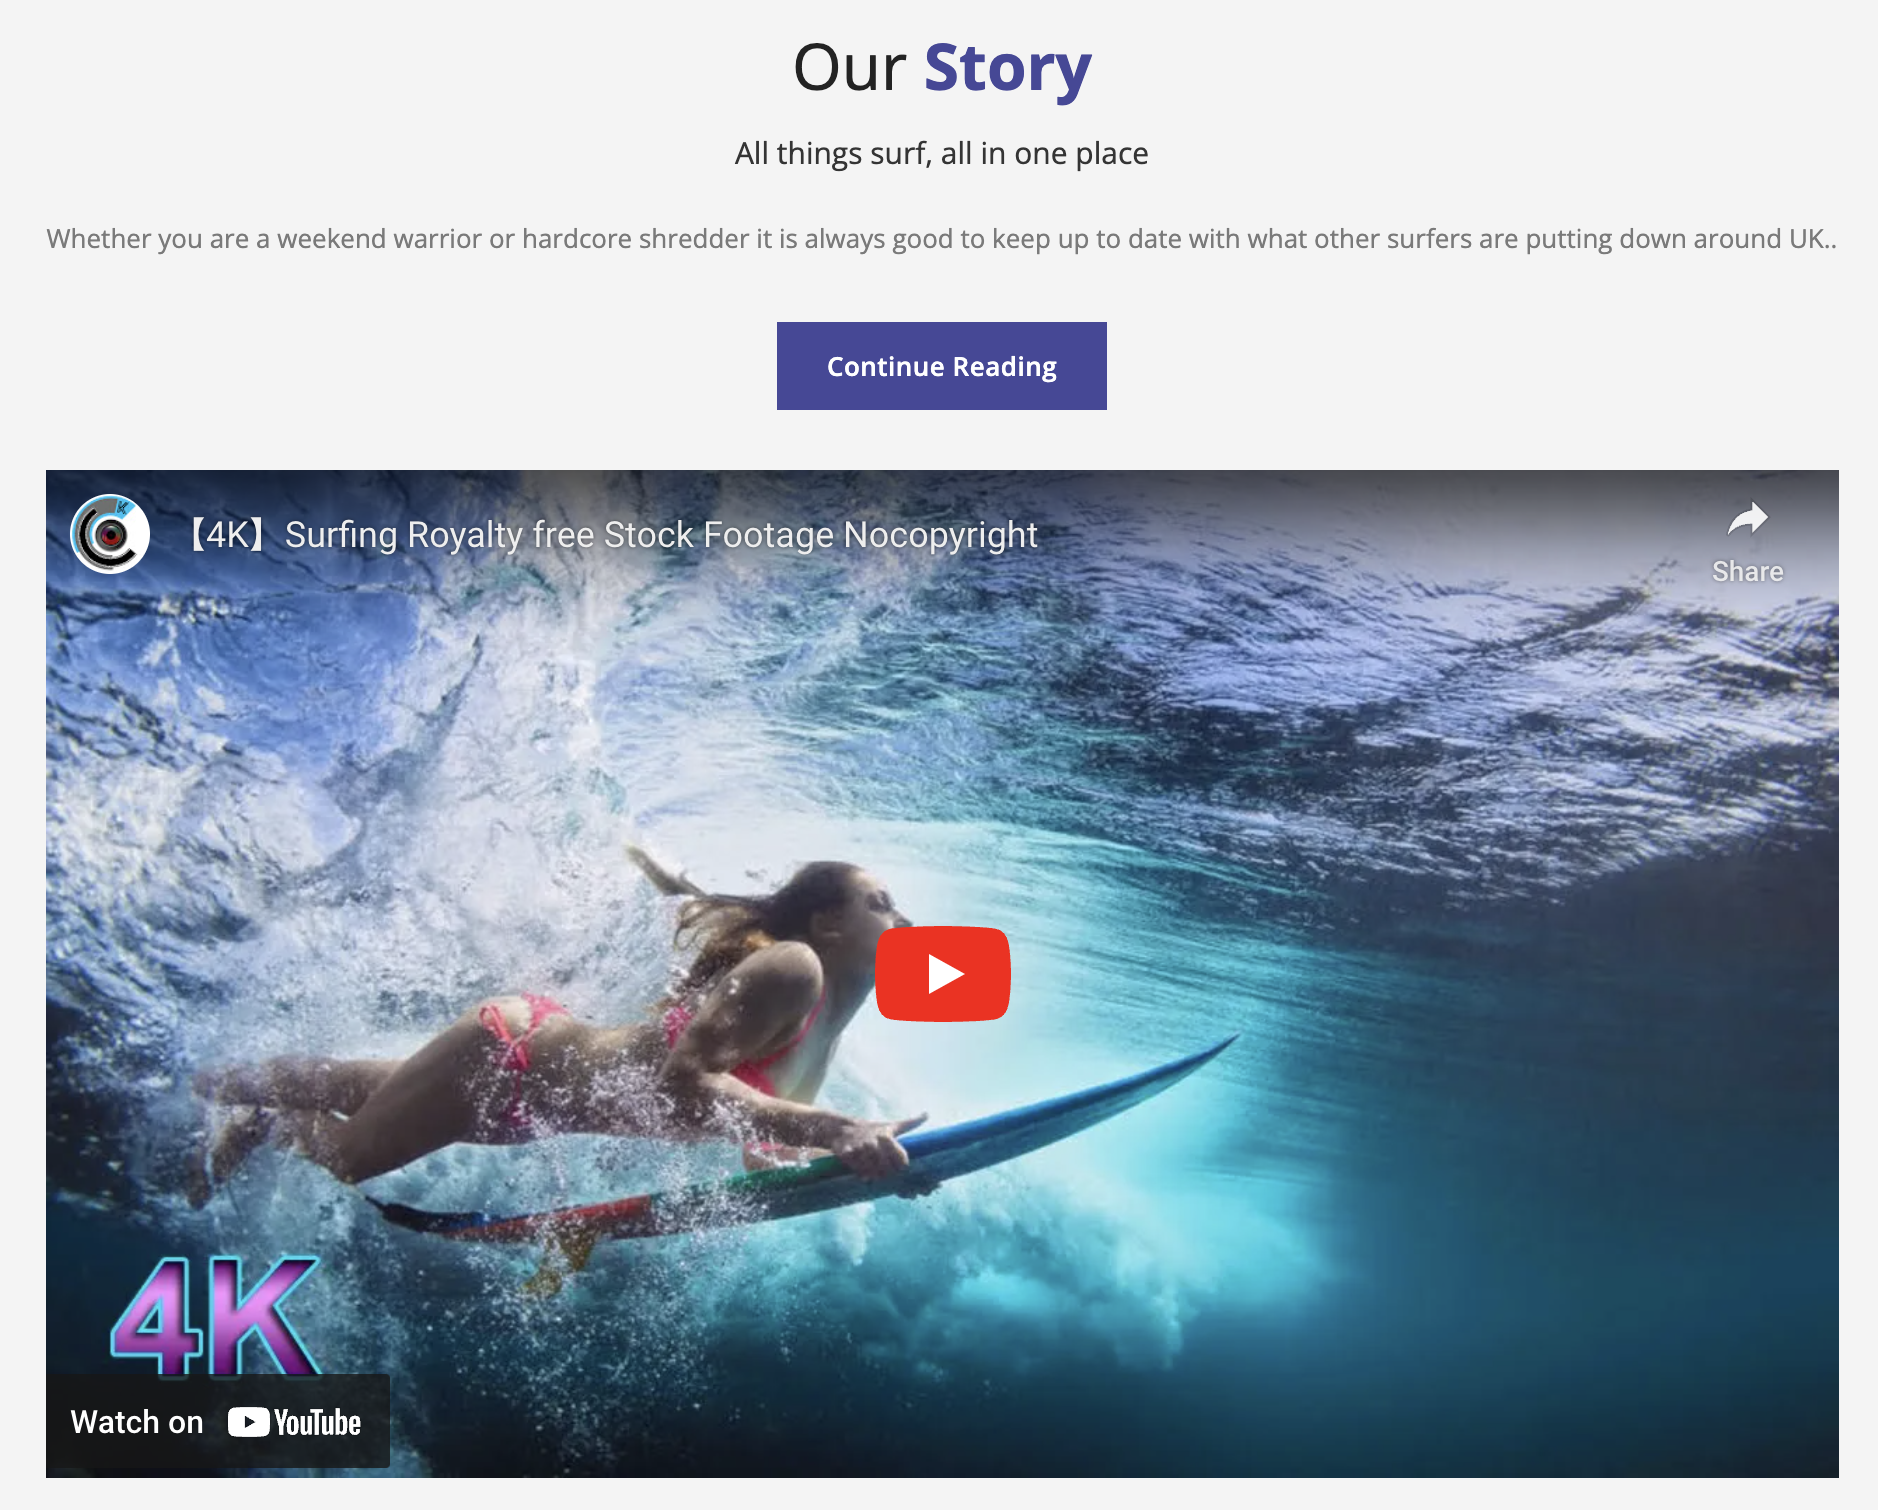 Our Story
All things surf, all in one place
Whether you are a weekend warrior or hardcore shredder it is always good to keep up to date with what other surfers are putting down around UK..
Continue Reading
【4K】Surfing Royalty free Stock Footage Nocopyright
Share
4K
Watch on YouTube